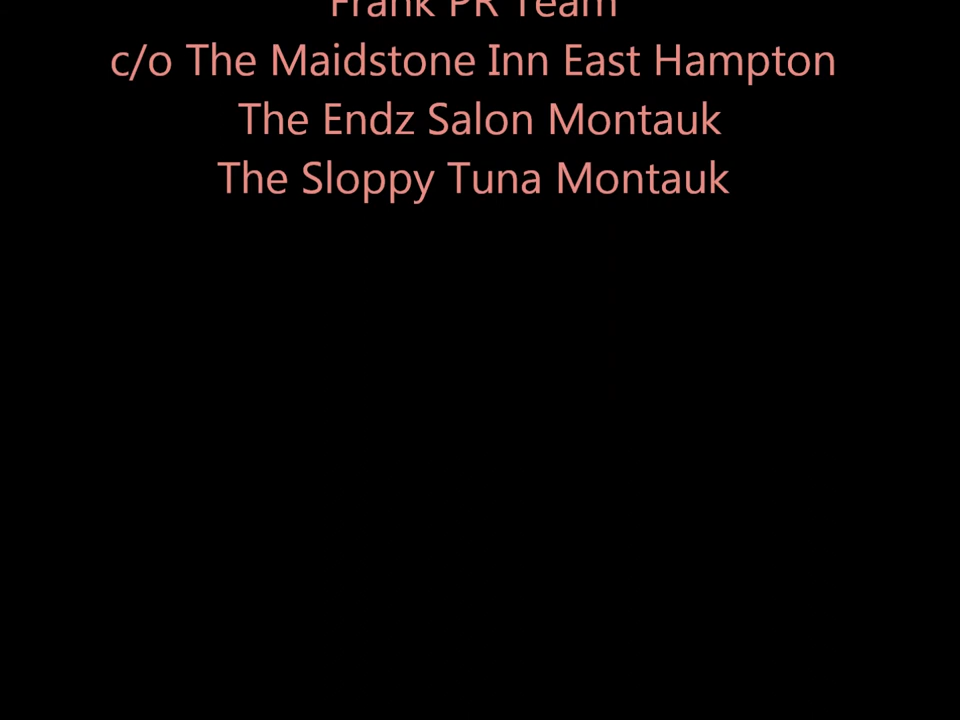 Frank PR Team
c/o The Maidstone Inn East Hampton
The Endz Salon Montauk
The Sloppy Tuna Montauk